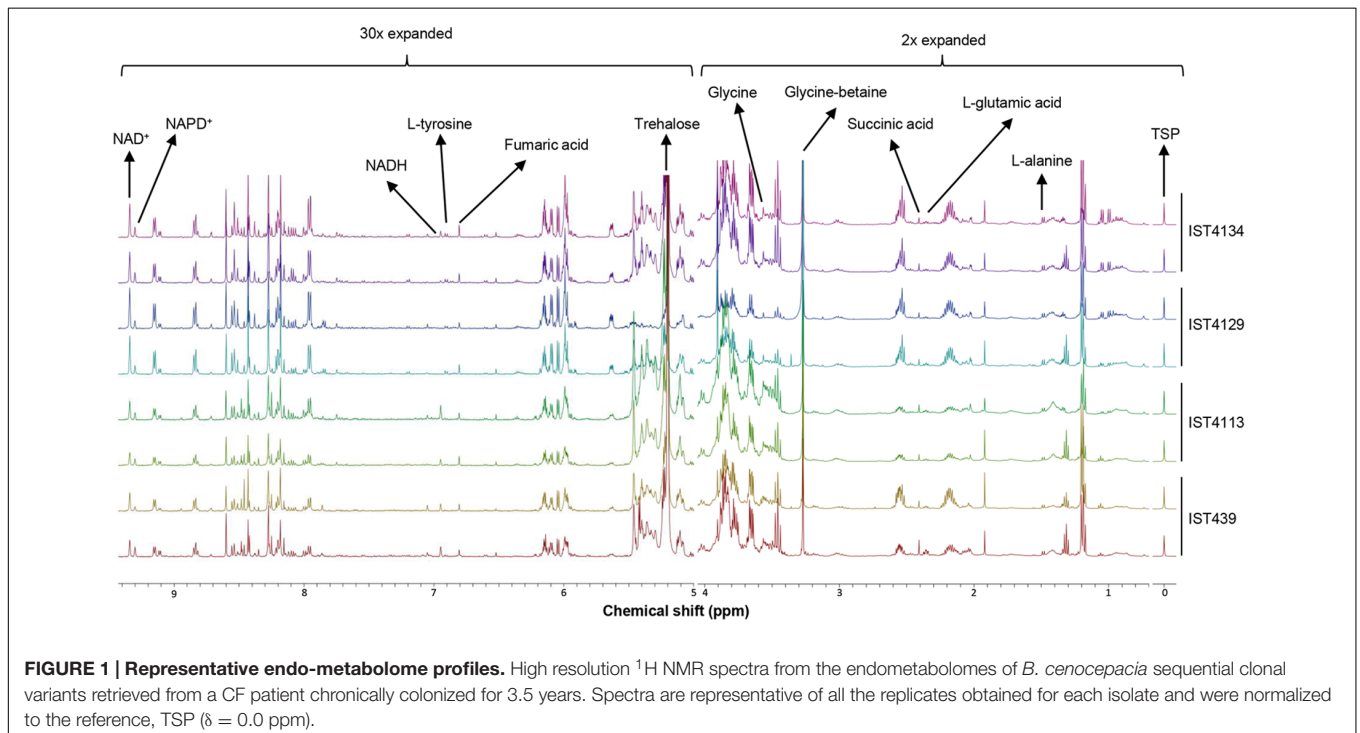 30x expanded
2x expanded
NAD+
NAPD+
NADH
L-tyrosine
Fumaric acid
Trehalose
Glycine
Glycine-betaine
Succinic acid
L-glutamic acid
L-alanine
TSP
IST4134
IST4129
IST4113
IST439
9 8 7 6 5 4 3 2 1 0
Chemical shift (ppm)
FIGURE 1 | Representative endo-metabolome profiles. High resolution 1H NMR spectra from the endometabolomes of B. cenocepacia sequential clonal
variants retrieved from a CF patient chronically colonized for 3.5 years. Spectra are representative of all the replicates obtained for each isolate and were normalized
to the reference, TSP (δ = 0.0 ppm).